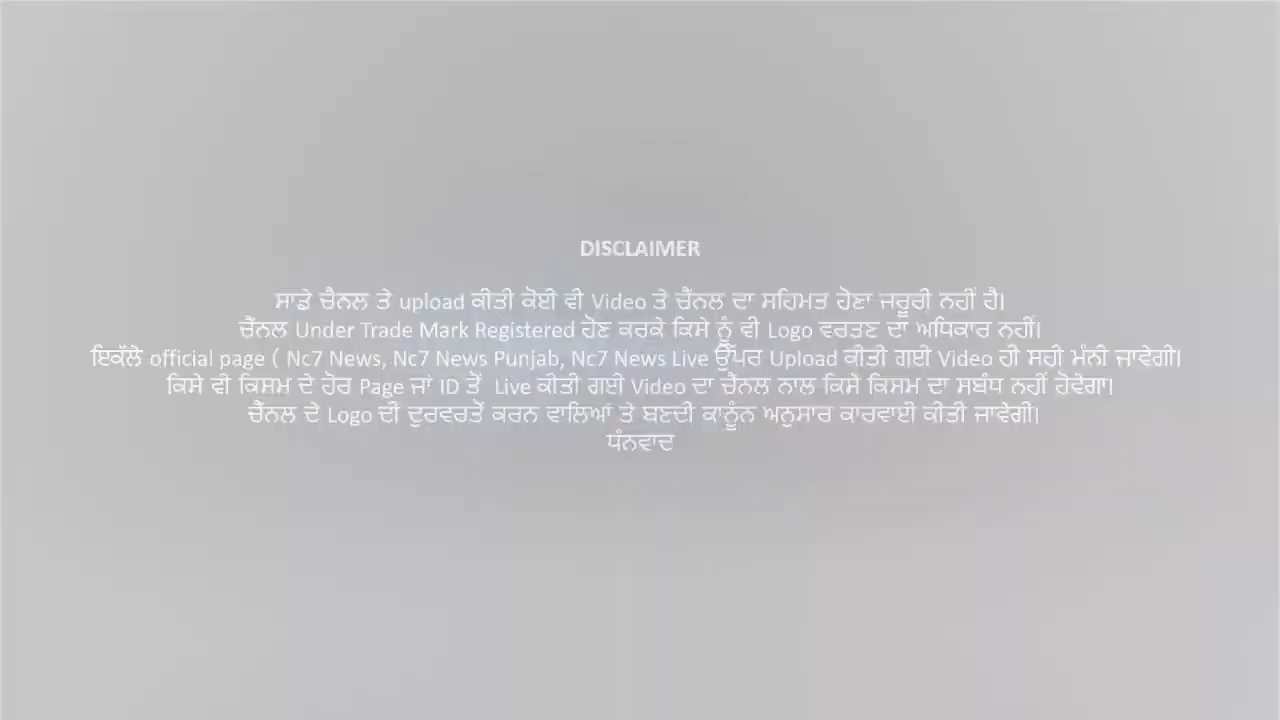 DISCLAIMER
ਸਾਡੇ ਚੈਨਲ ਤੇ upload ਕੀਤੀ ਕੋਈ ਵੀ Video ਤੇ ਚੈੱਨਲ ਦਾ ਸਹਿਮਤ ਹੋਣਾ ਜਰੂਰੀ ਨਹੀਂ ਹੈ।
ਚੈੱਨਲ Under Trade Mark Registered ਹੋਣ ਕਰਕੇ ਕਿਸੇ ਨੂੰ ਵੀ Logo ਵਰਤਣ ਦਾ ਅਧਿਕਾਰ ਨਹੀਂ।
ਇਕੱਲੇ official page ( Nc7 News, Nc7 News Punjab, Nc7 News Live ਉੱਪਰ Upload ਕੀਤੀ ਗਈ Video ਹੀ ਸਹੀ ਮੰਨੀ ਜਾਵੇਗੀ।
ਕਿਸੇ ਵੀ ਕਿਸਮ ਦੇ ਹੋਰ Page ਜਾਂ ID ਤੋਂ Live ਕੀਤੀ ਗਈ Video ਦਾ ਚੈੱਨਲ ਨਾਲ ਕਿਸੇ ਕਿਸਮ ਦਾ ਸਬੰਧ ਨਹੀਂ ਹੋਵੇਗਾ।
ਚੈੱਨਲ ਦੇ Logo ਦੀ ਦੁਰਵਰਤੋਂ ਕਰਨ ਵਾਲਿਆਂ ਤੇ ਬਣਦੀ ਕਾਨੂੰਨ ਅਨੁਸਾਰ ਕਾਰਵਾਈ ਕੀਤੀ ਜਾਵੇਗੀ।
ਧੰਨਵਾਦ